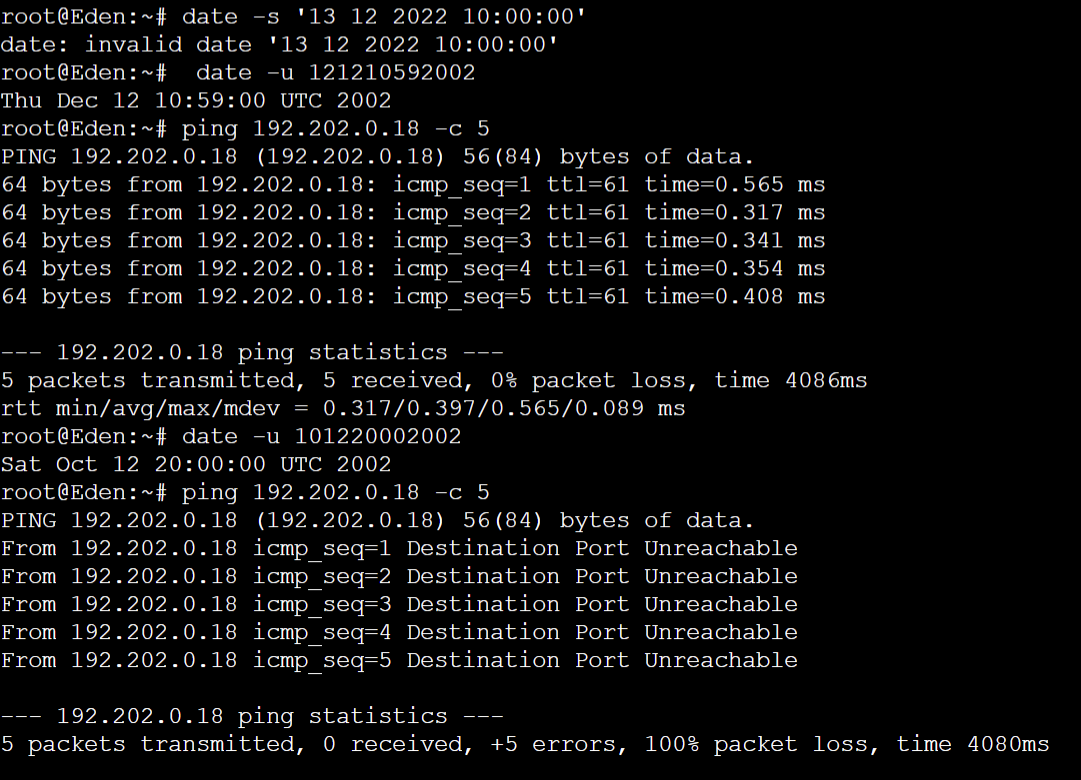 root@Eden:~# date -s '13 12 2022 10:00:00'
date: invalid date '13 12 2022 10:00:00'
root@Eden:~#  date -u 121210592002
Thu Dec 12 10:59:00 UTC 2002
root@Eden:~# ping 192.202.0.18 -c 5
PING 192.202.0.18 (192.202.0.18) 56(84) bytes of data.
64 bytes from 192.202.0.18: icmp_seq=1 ttl=61 time=0.565 ms
64 bytes from 192.202.0.18: icmp_seq=2 ttl=61 time=0.317 ms
64 bytes from 192.202.0.18: icmp_seq=3 ttl=61 time=0.341 ms
64 bytes from 192.202.0.18: icmp_seq=4 ttl=61 time=0.354 ms
64 bytes from 192.202.0.18: icmp_seq=5 ttl=61 time=0.408 ms
--- 192.202.0.18 ping statistics ---
5 packets transmitted, 5 received, 0% packet loss, time 4086ms
rtt min/avg/max/mdev = 0.317/0.397/0.565/0.089 ms
root@Eden:~# date -u 101220002002
Sat Oct 12 20:00:00 UTC 2002
root@Eden:~# ping 192.202.0.18 -c 5
PING 192.202.0.18 (192.202.0.18) 56(84) bytes of data.
From 192.202.0.18 icmp_seq=1 Destination Port Unreachable
From 192.202.0.18 icmp_seq=2 Destination Port Unreachable
From 192.202.0.18 icmp_seq=3 Destination Port Unreachable
From 192.202.0.18 icmp_seq=4 Destination Port Unreachable
From 192.202.0.18 icmp_seq=5 Destination Port Unreachable
--- 192.202.0.18 ping statistics ---
5 packets transmitted, 0 received, +5 errors, 100% packet loss, time 4080ms